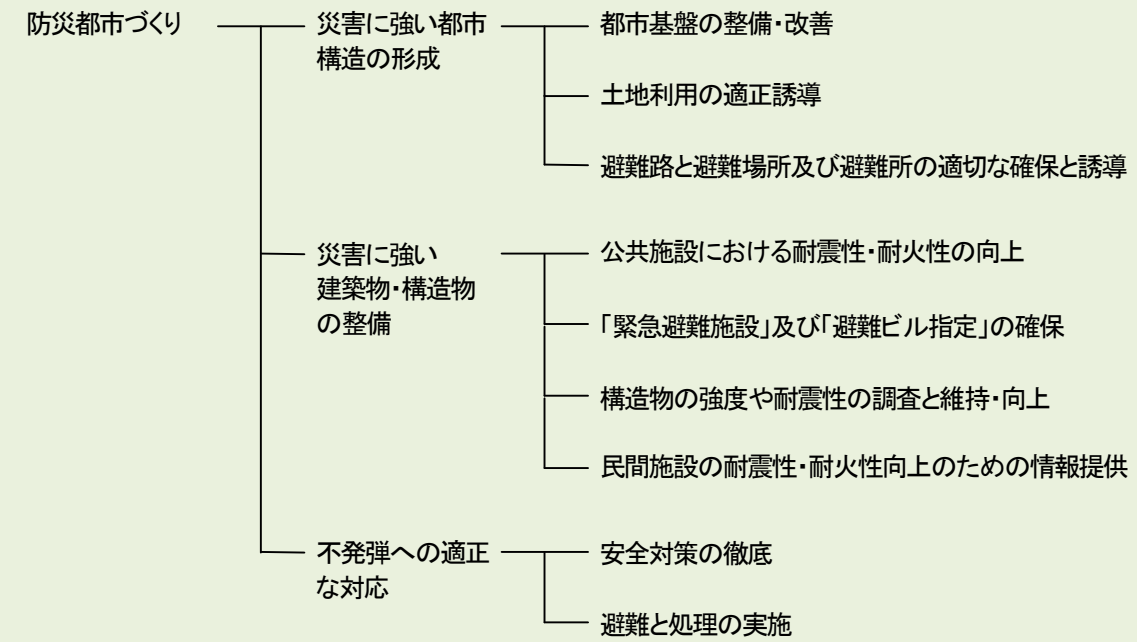 防災都市づくり
災害に強い都市
構造の形成
都市基盤の整備・改善
土地利用の適正誘導
避難路と避難場所及び避難所の適切な確保と誘導
災害に強い
建築物・構造物
の整備
公共施設における耐震性・耐火性の向上
「緊急避難施設」及び「避難ビル指定」の確保
構造物の強度や耐震性の調査と維持・向上
民間施設の耐震性・耐火性向上のための情報提供
不発弾への適正
な対応
安全対策の徹底
避難と処理の実施